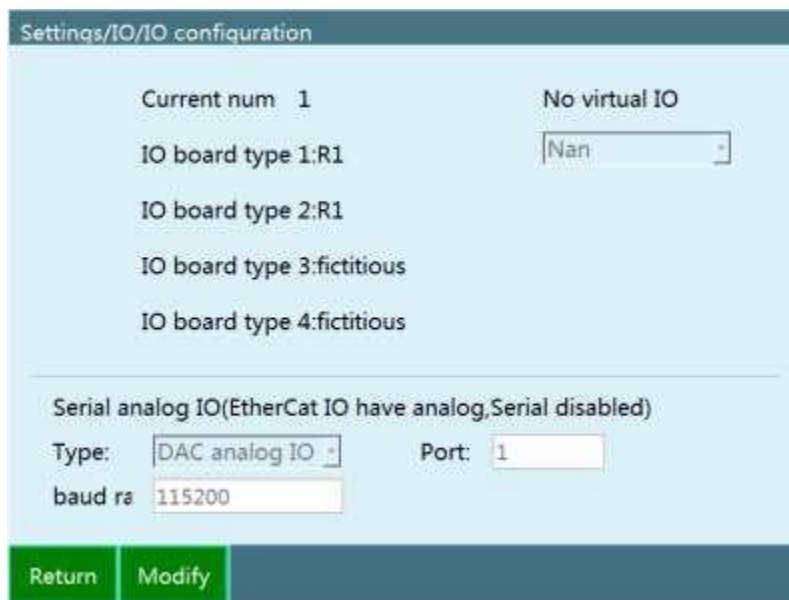 Settings/IO/IO configuration
Current num 1 No virtual IO
IO board type 1:R1 Nan
IO board type 2:R1
IO board type 3:fictitious
IO board type 4:fictitious
Serial analog IO(EtherCat IO have analog,Serial disabled)
Type: DAC analog IO Port: 1
baud ra 115200
Return Modify